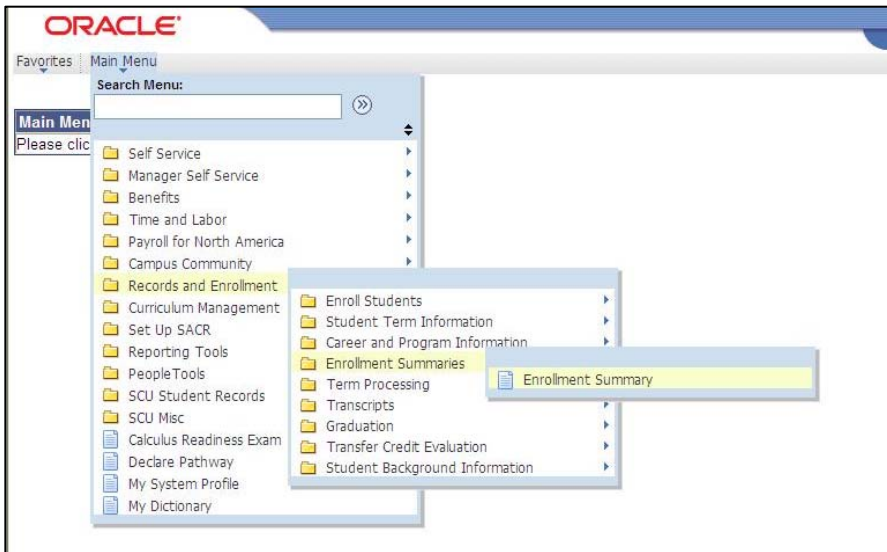 ORACLE'
Favorites Main Menu
Search Menu:
Main Men
Please clic
Self Service
Manager Self Service
Benefits
Time and Labor
Payroll for North America
Campus Community
Records and Enrollment
Curriculum Management
Set Up SACR
Reporting Tools
PeopleTools
SCU Student Records
SCU Misc
Calculus Readiness Exam
Declare Pathway
My System Profile
My Dictionary
Enroll Students
Student Term Information
Career and Program Information
Enrollment Summaries
Term Processing
Transcripts
Graduation
Transfer Credit Evaluation
Student Background Information
Enrollment Summary